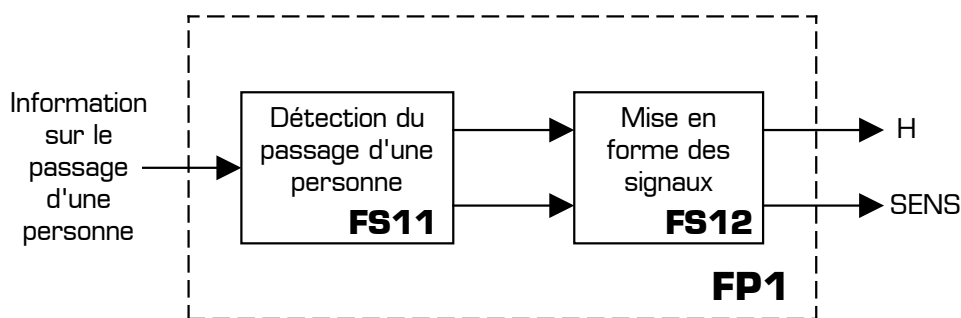 Information
sur le
passage
d'une
personne
Détection du
passage d'une
personne
FS11
Mise en
forme des
signaux
FS12
H
SENS
FP1